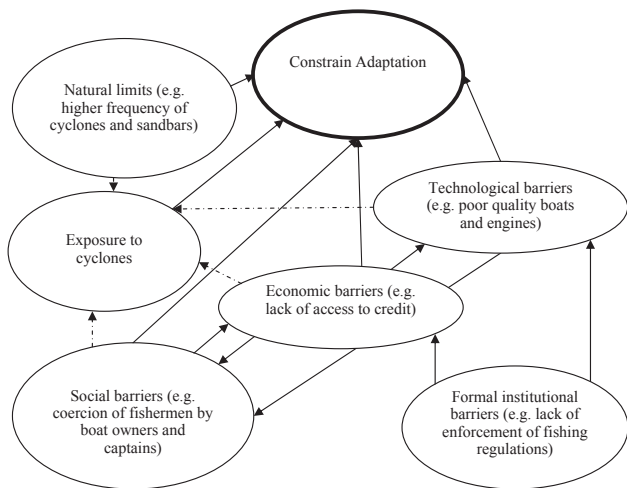 Constrain Adaptation
Natural limits (e.g.
higher frequency of
cyclones and sandbars)
Technological barriers
(e.g. poor quality boats
and engines)
Exposure to
cyclones
Economic barriers (e.g.
lack of access to credit)
Social barriers (e.g.
coercion of fishermen by
boat owners and
captains)
Formal institutional
barriers (e.g. lack of
enforcement of fishing
regulations)